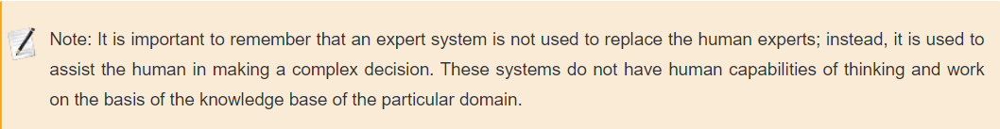 Note: It is important to remember that an expert system is not used to replace the human experts; instead, it is used to
assist the human in making a complex decision. These systems do not have human capabilities of thinking and work
on the basis of the knowledge base of the particular domain.